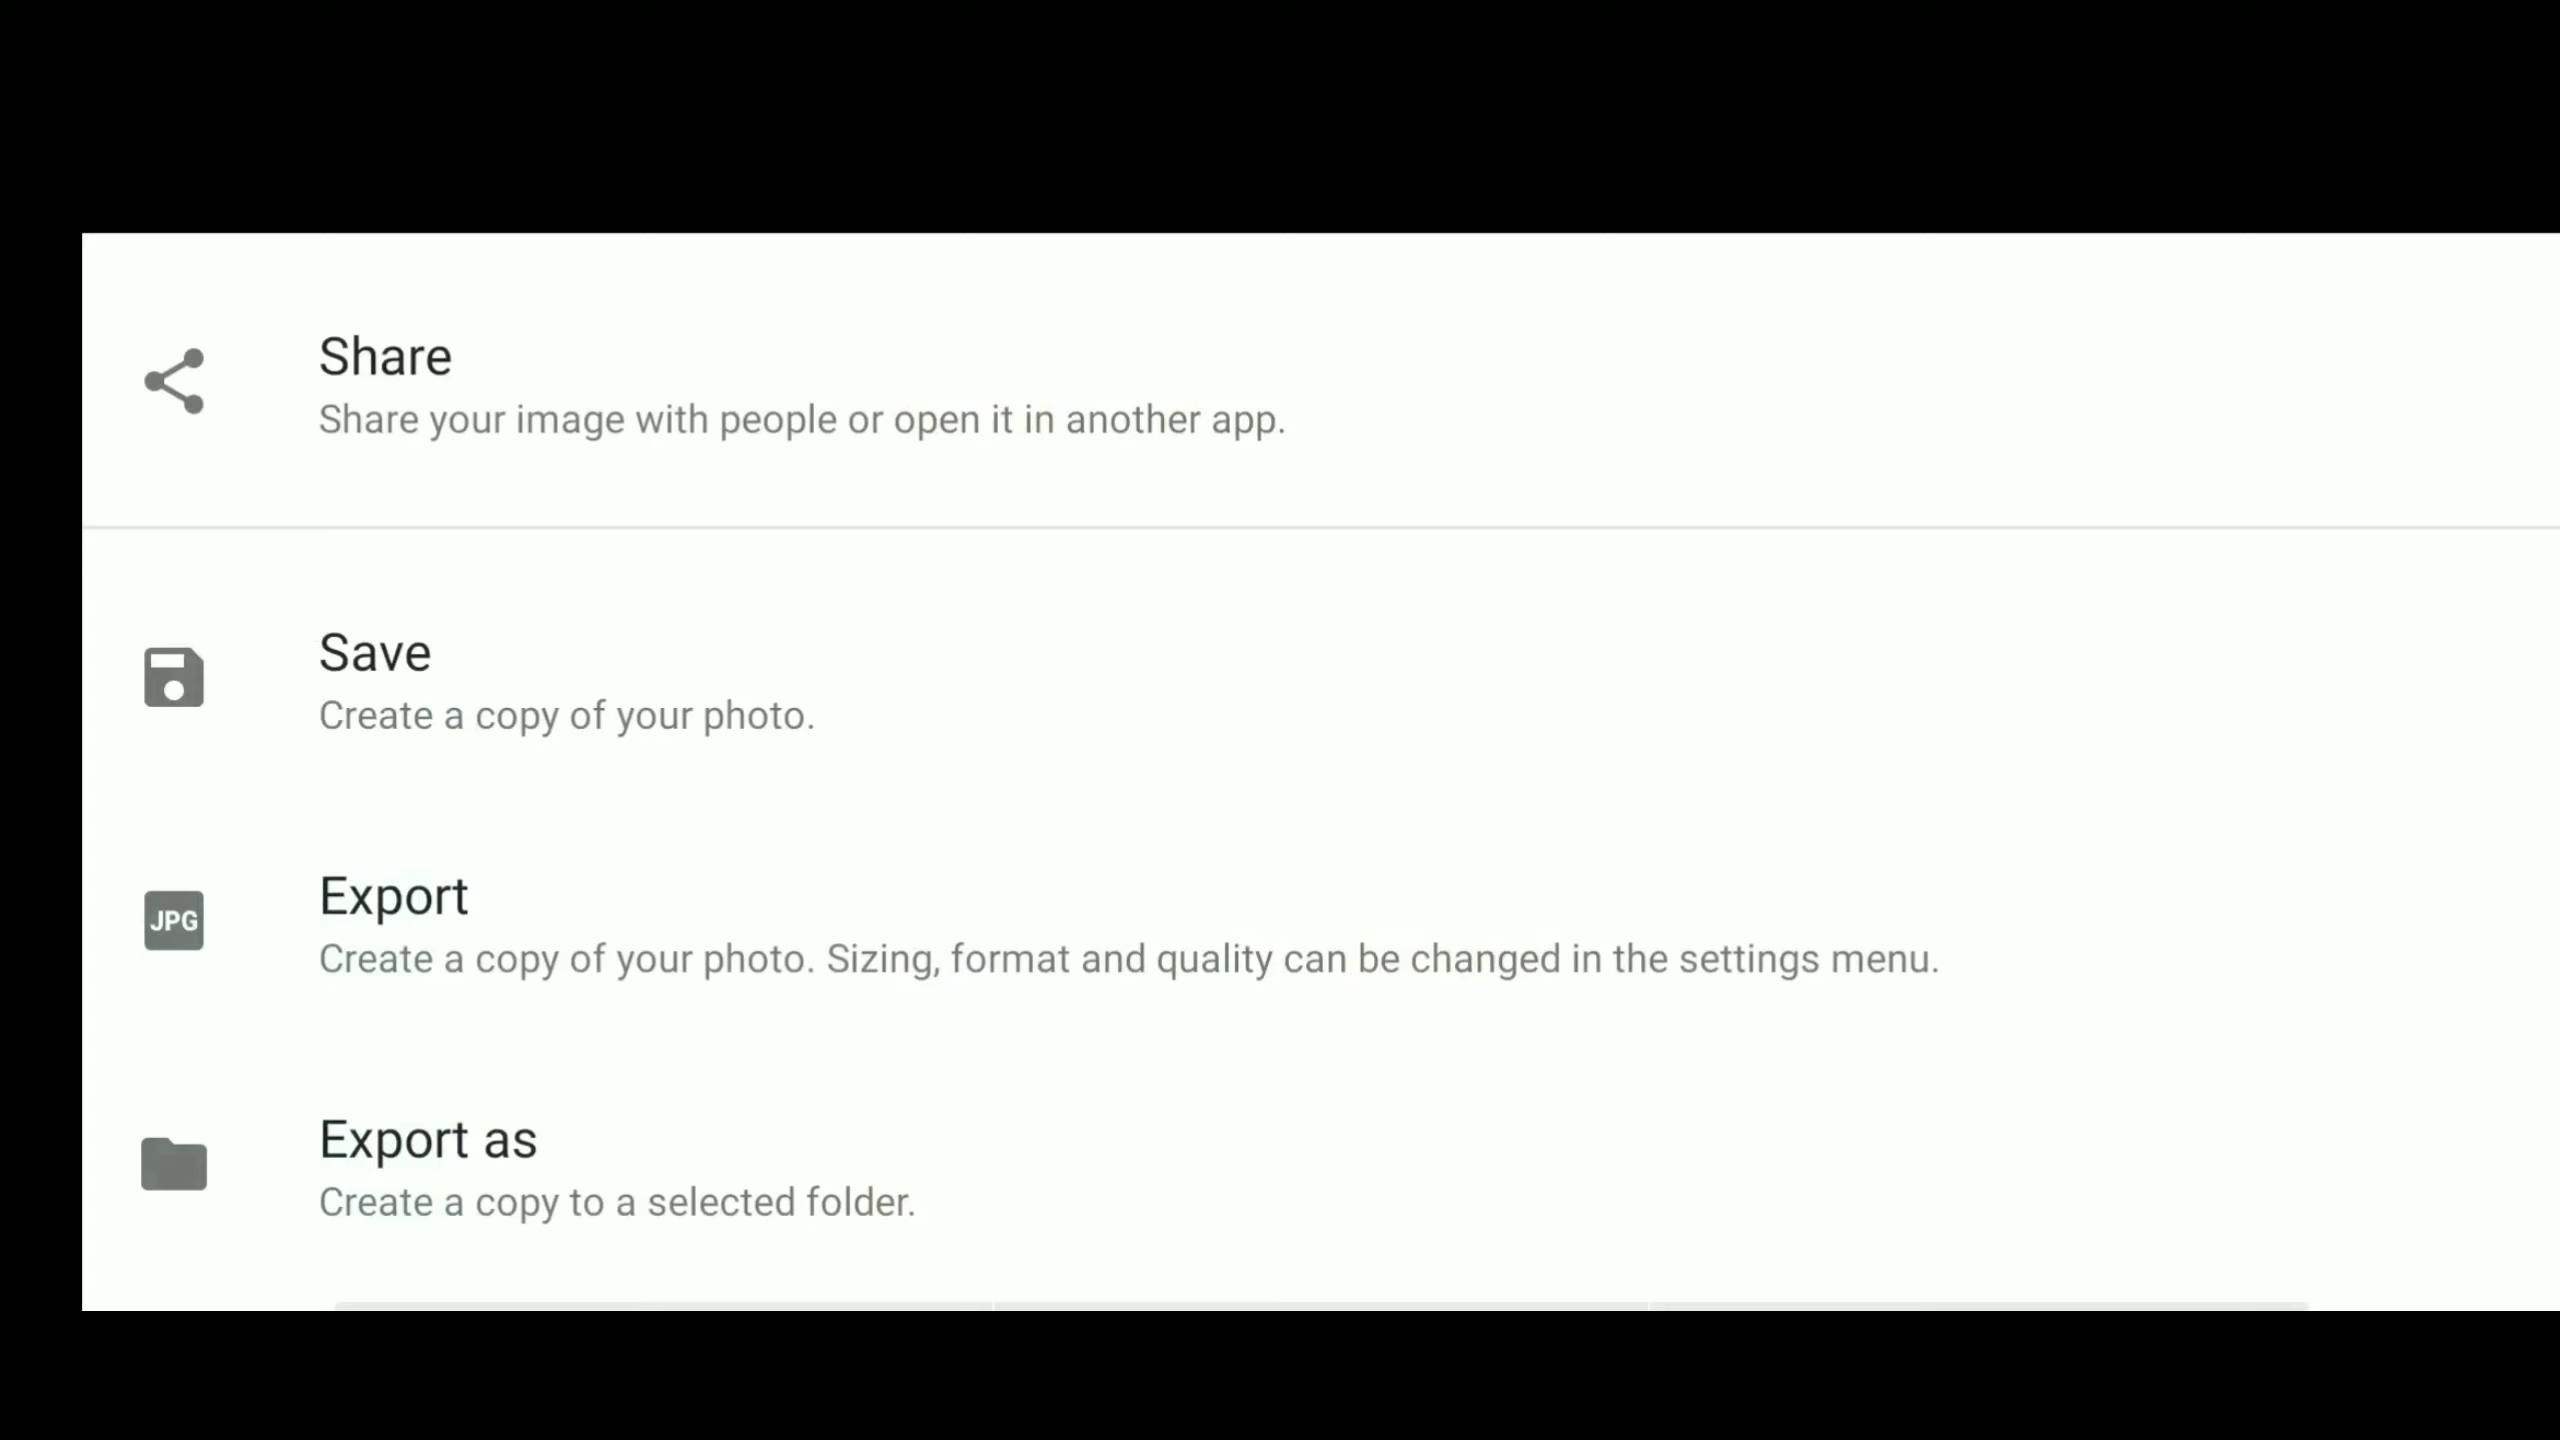 Share
Share your image with people or open it in another app.
Save
Create a copy of your photo.
JPG
Export
Create a copy of your photo. Sizing, format and quality can be changed in the settings menu.
Export as
Create a copy to a selected folder.